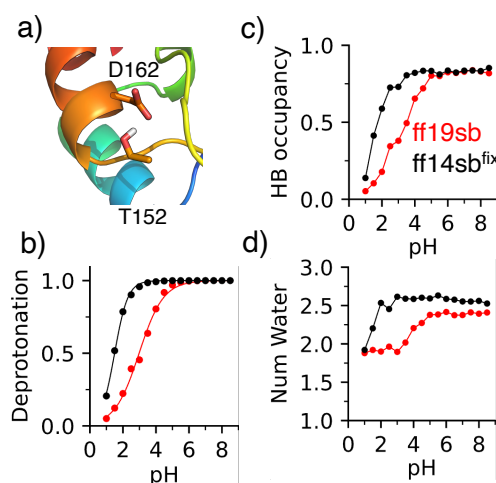 a)
D162
T152
b)
Deprotonation
1.0
0.5
0.0
0 2 4 6 8
pH
c)
HB occupancy
1.0
0.5
0.0
ff19sb
ff14sb^fix
0 2 4 6 8
pH
d)
Num Water
3.0
2.5
2.0
1.5
1.0
0 2 4 6 8
pH